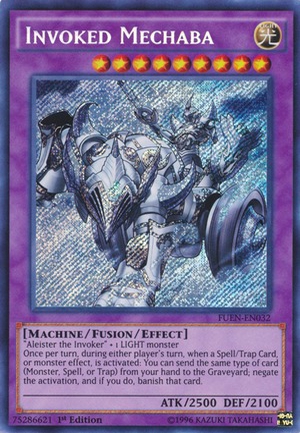 INVOKED MECHABA
LIGHT
光
FUEN-EN032
[MACHINE/FUSION/EFFECT]
"Aleister the Invoker" + 1 LIGHT monster
Once per turn, during either player's turn, when a Spell/Trap Card,
or monster effect, is activated: You can send the same type of card
(Monster, Spell, or Trap) from your hand to the Graveyard; negate
the activation, and if you do, banish that card.
ATK/2500 DEF/2100
75286621 1st Edition ©1996 KAZUKI TAKAHASHI